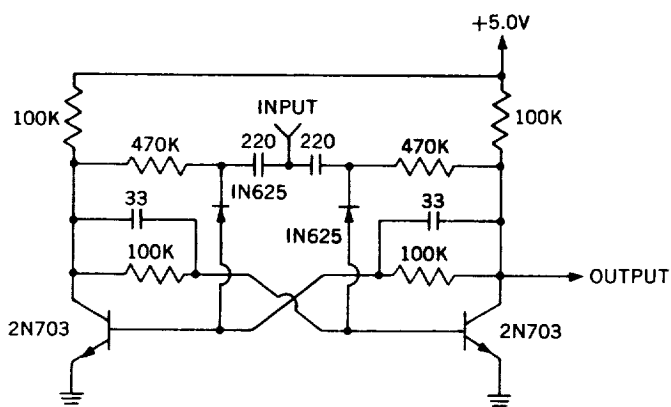 +5.0V
100K
INPUT
100K
470K
220
220
470K
IN625
33
IN625
33
100K
100K
OUTPUT
2N703
2N703